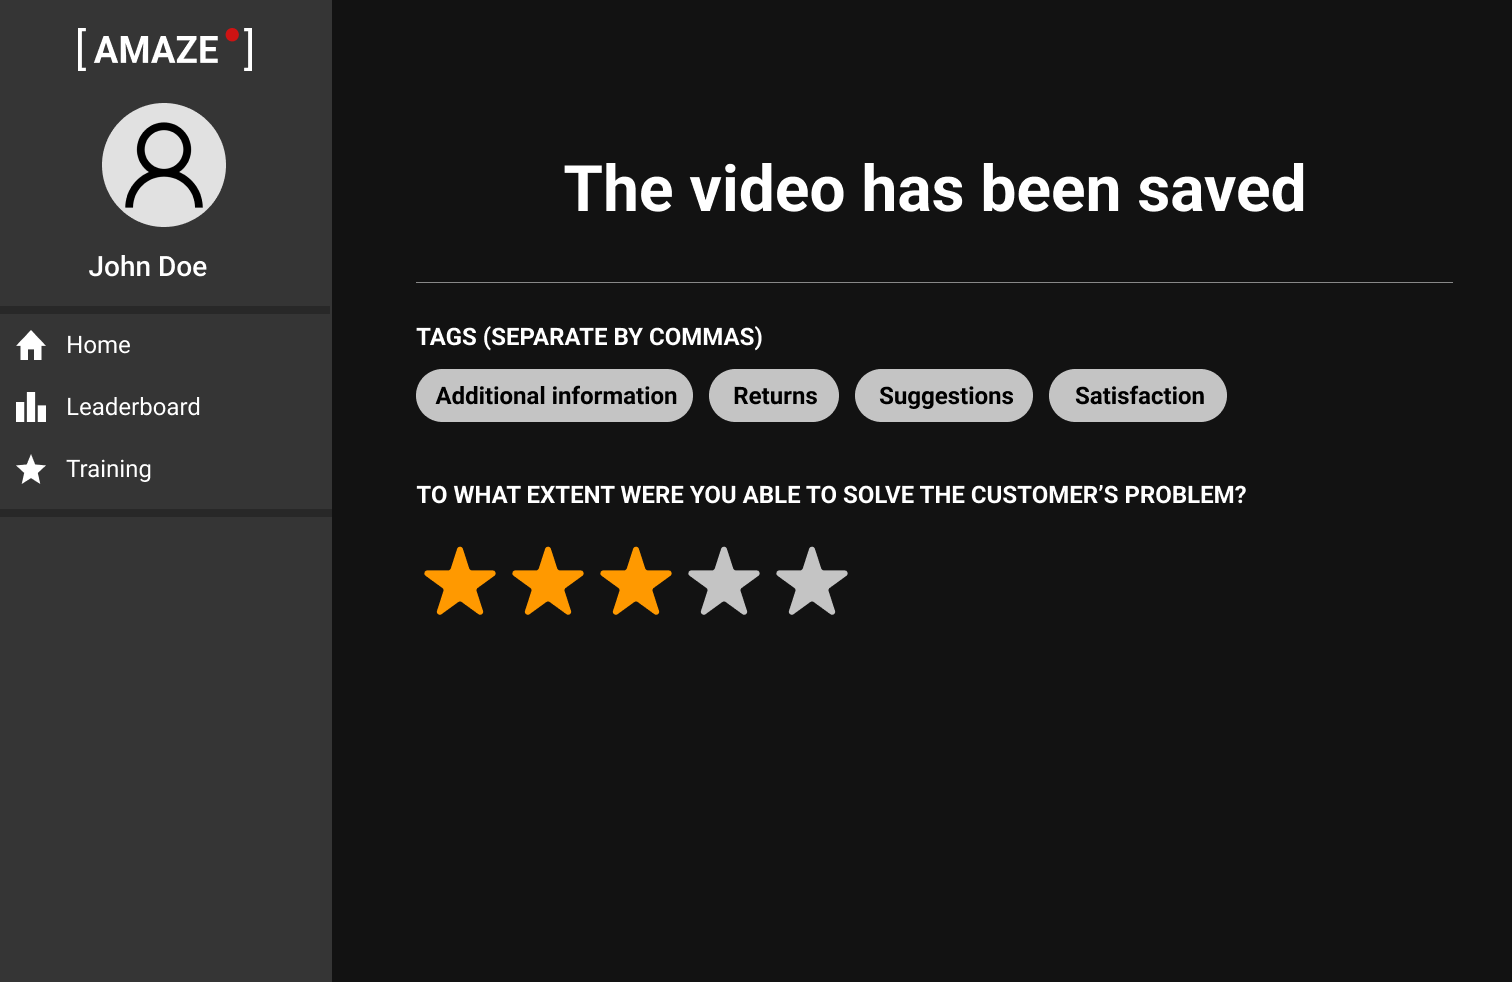 [ AMAZE ]
John Doe
Home
Leaderboard
Training
The video has been saved
TAGS (SEPARATE BY COMMAS)
Additional information Returns Suggestions Satisfaction
TO WHAT EXTENT WERE YOU ABLE TO SOLVE THE CUSTOMER’S PROBLEM?